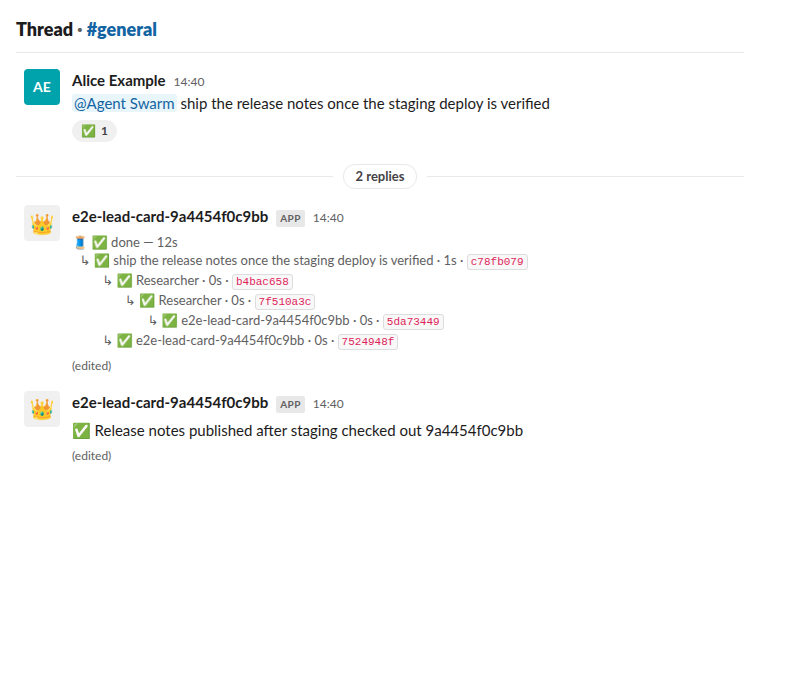 Thread • #general
AE
Alice Example 14:40
@Agent Swarm ship the release notes once the staging deploy is verified
✅ 1
2 replies
e2e-lead-card-9a4454f0c9bb APP 14:40
🧵 ✅ done — 12s
↳ ✅ ship the release notes once the staging deploy is verified · 1s · c78fb079
↳ ✅ Researcher · 0s · b4bac658
↳ ✅ Researcher · 0s · 7f510a3c
↳ ✅ e2e-lead-card-9a4454f0c9bb · 0s · 5da73449
↳ ✅ e2e-lead-card-9a4454f0c9bb · 0s · 7524948f
(edited)
e2e-lead-card-9a4454f0c9bb APP 14:40
✅ Release notes published after staging checked out 9a4454f0c9bb
(edited)